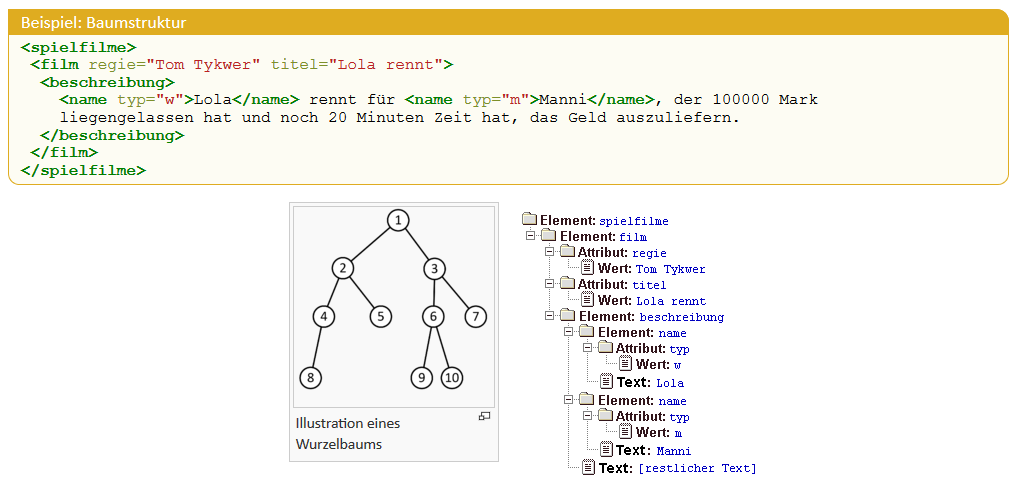 Beispiel: Baumstruktur
<spielfilme>
<film regie="Tom Tykwer" titel="Lola rennt">
<beschreibung>
<name typ="w">Lola</name> rennt für <name typ="m">Manni</name>, der 100000 Mark
liegengelassen hat und noch 20 Minuten Zeit hat, das Geld auszuliefern.
</beschreibung>
</film>
</spielfilme>
1
2
3
4
5
6
7
8
9
10
Illustration eines
Wurzelbaums
Element: spielfilme
Element: film
Attribut: regie
Wert: Tom Tykwer
Attribut: titel
Wert: Lola rennt
Element: beschreibung
Element: name
Attribut: typ
Wert: w
Text: Lola
Element: name
Attribut: typ
Wert: m
Text: Manni
Text: [restlicher Text]